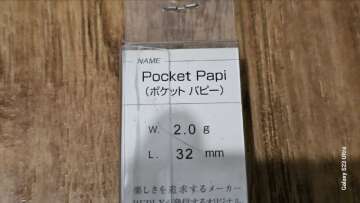 NAME
Pocket Papi
(ポケット パピー)
W. 2.0 g
L. 32 mm
楽しさを追求するメーカー
Galaxy S23 Ultra